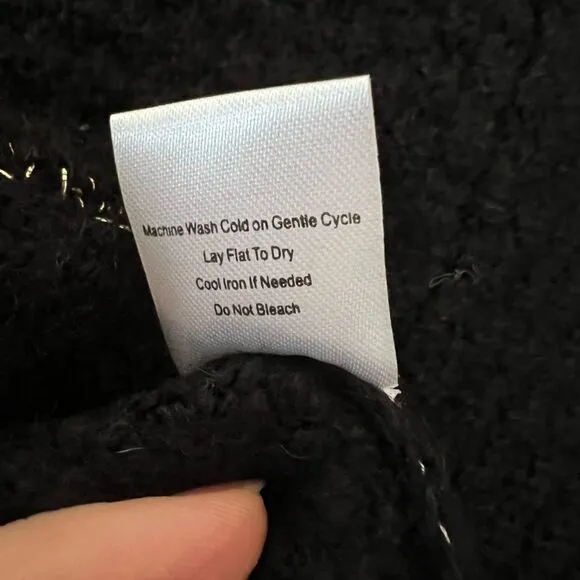 Machine Wash Cold on Gentle Cycle
Lay Flat To Dry
Cool Iron If Needed
Do Not Bleach